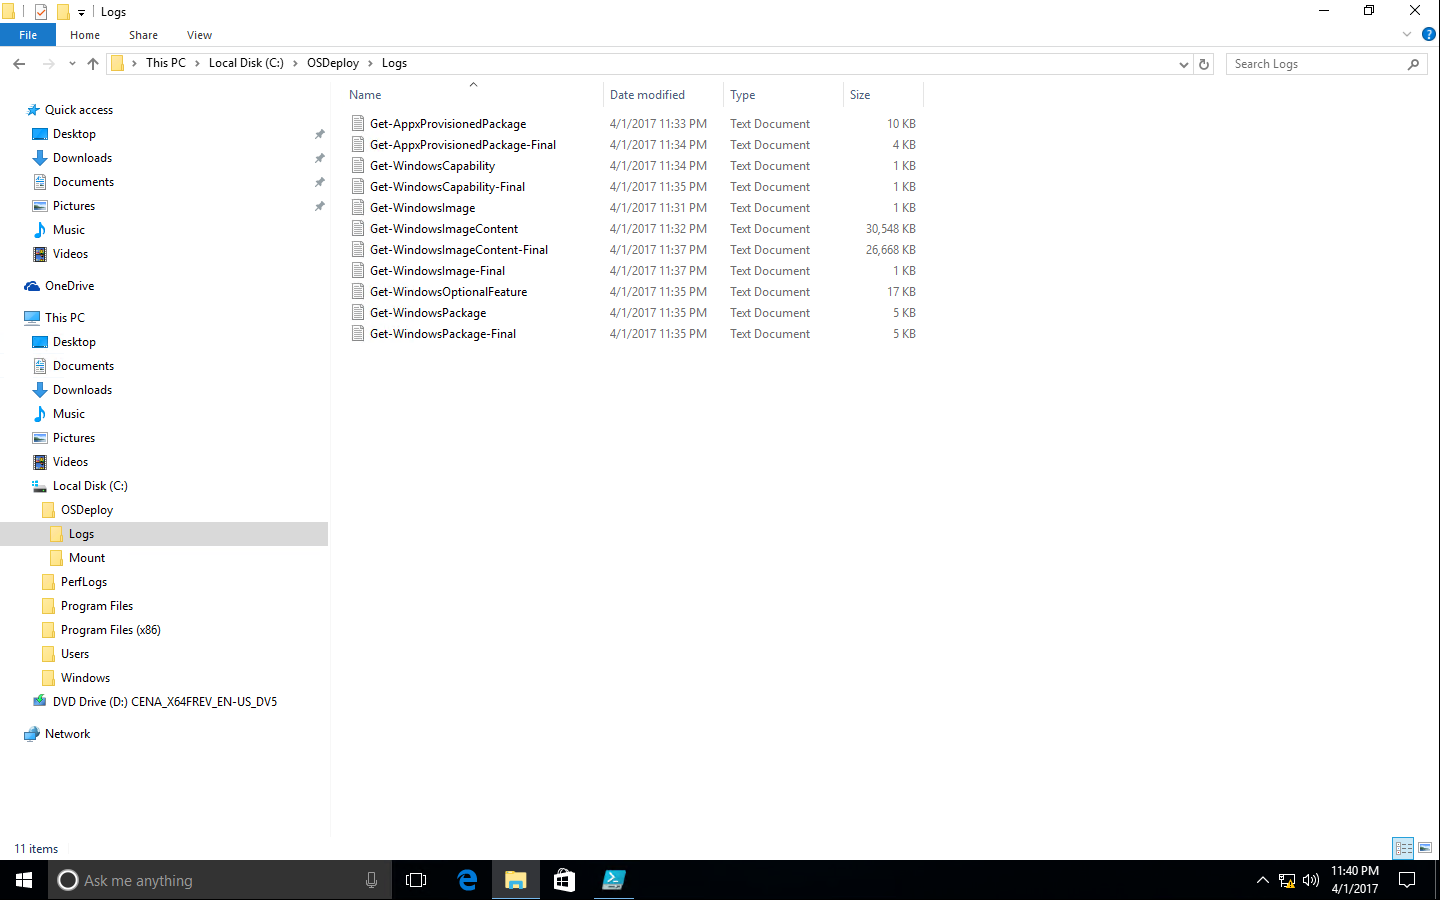 Logs
File Home Share View
This PC Local Disk (C:) OSDeploy Logs
Search Logs
Name Date modified Type Size
Get-AppxProvisionedPackage 4/1/2017 11:33 PM Text Document 10 KB
Get-AppxProvisionedPackage-Final 4/1/2017 11:34 PM Text Document 4 KB
Get-WindowsCapability 4/1/2017 11:34 PM Text Document 1 KB
Get-WindowsCapability-Final 4/1/2017 11:35 PM Text Document 1 KB
Get-WindowsImage 4/1/2017 11:31 PM Text Document 1 KB
Get-WindowsImageContent 4/1/2017 11:32 PM Text Document 30,548 KB
Get-WindowsImageContent-Final 4/1/2017 11:37 PM Text Document 26,668 KB
Get-WindowsImage-Final 4/1/2017 11:37 PM Text Document 1 KB
Get-WindowsOptionalFeature 4/1/2017 11:35 PM Text Document 17 KB
Get-WindowsPackage 4/1/2017 11:35 PM Text Document 5 KB
Get-WindowsPackage-Final 4/1/2017 11:35 PM Text Document 5 KB
Quick access
Desktop
Downloads
Documents
Pictures
Music
Videos
OneDrive
This PC
Desktop
Documents
Downloads
Music
Pictures
Videos
Local Disk (C:)
OSDeploy
Logs
Mount
PerfLogs
Program Files
Program Files (x86)
Users
Windows
DVD Drive (D:) CENA_X64FREV_EN-US_DV5
Network
11 items
Ask me anything
11:40 PM
4/1/2017